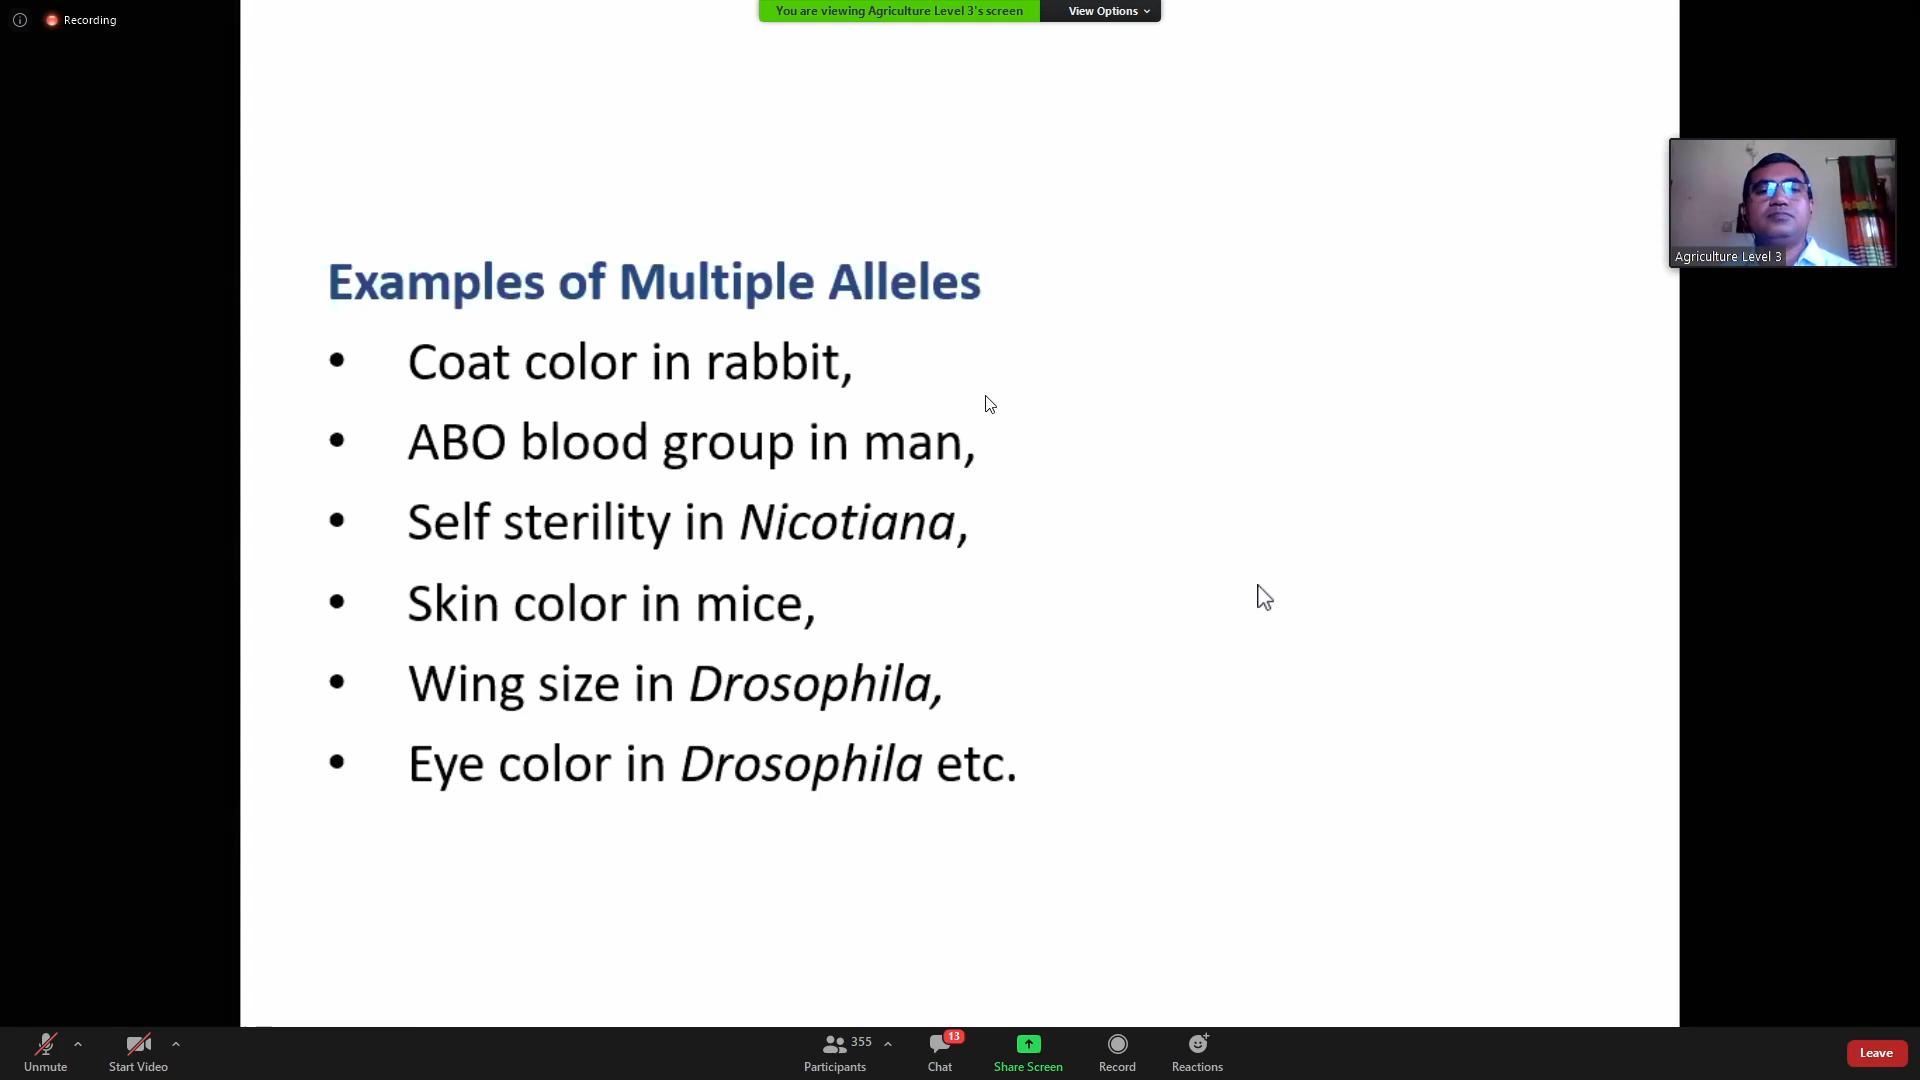 Recording
You are viewing Agriculture Level 3's screen
View Options
Agriculture Level 3
Examples of Multiple Alleles
• Coat color in rabbit,
• ABO blood group in man,
• Self sterility in Nicotiana,
• Skin color in mice,
• Wing size in Drosophila,
• Eye color in Drosophila etc.
Unmute
Start Video
355
Participants
13
Chat
Share Screen
Record
Reactions
Leave